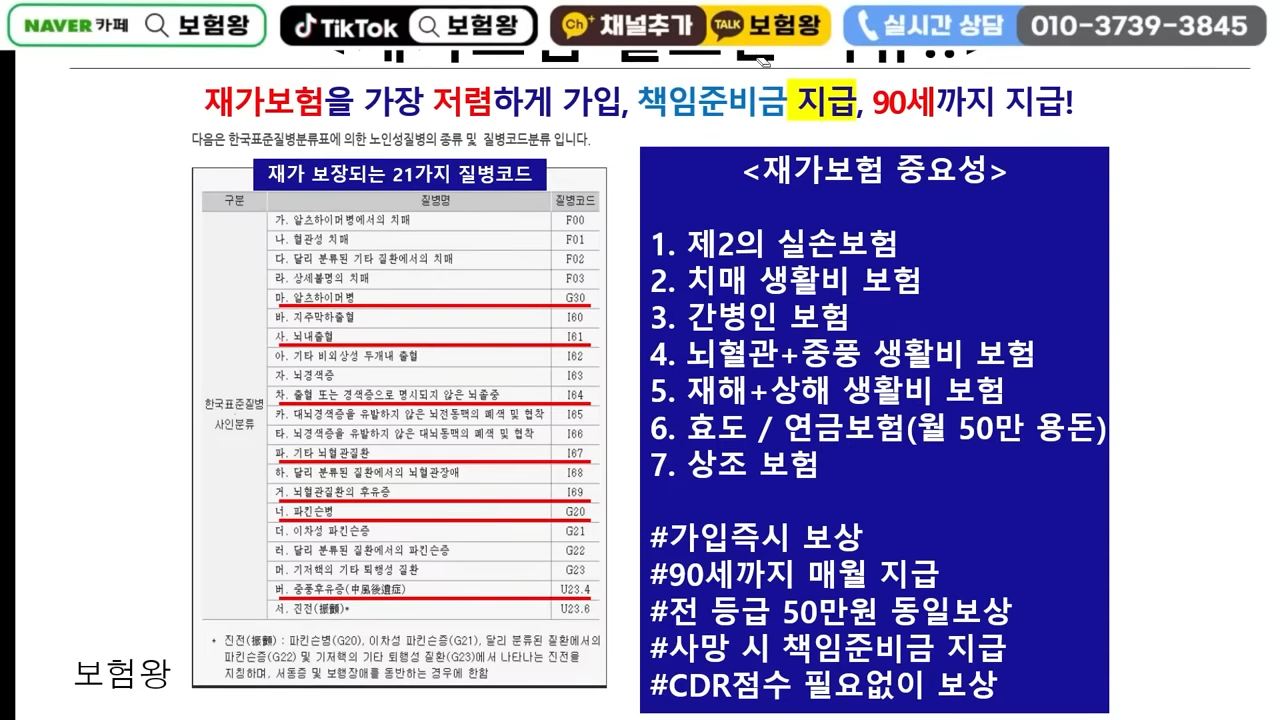 NAVER 카페 보험왕
TikTok 보험왕
Ch+ 채널추가 TALK 보험왕
실시간 상담 010-3739-3845
재가보험을 가장 저렴하게 가입, 책임준비금 지급, 90세까지 지급!
다음은 한국표준질병분류표에 의한 노인성질병의 종류 및 질병코드분류 입니다.
재가 보장되는 21가지 질병코드
구분 질병명 질병코드
한국표준질병
사인분류
가. 알츠하이머병에서의 치매 F00
나. 혈관성 치매 F01
다. 달리 분류된 기타 질환에서의 치매 F02
라. 상세불명의 치매 F03
마. 알츠하이머병 G30
바. 지주막하출혈 I60
사. 뇌내출혈 I61
아. 기타 비외상성 두개내 출혈 I62
자. 뇌경색증 I63
차. 출혈 또는 경색증으로 명시되지 않은 뇌졸중 I64
카. 대뇌경색증을 유발하지 않은 뇌전동맥의 폐색 및 협착 I65
타. 뇌경색증을 유발하지 않은 대뇌동맥의 폐색 및 협착 I66
파. 기타 뇌혈관질환 I67
하. 달리 분류된 질환에서의 뇌혈관장애 I68
거. 뇌혈관질환의 후유증 I69
너. 파킨슨병 G20
더. 이차성 파킨슨증 G21
러. 달리 분류된 질환에서의 파킨슨증 G22
머. 기저핵의 기타 퇴행성 질환 G23
버. 중풍후유증(中風後遺症) U23.4
서. 진전(振顫)* U23.6
* 진전(振顫) : 파킨슨병(G20), 이차성 파킨슨증(G21), 달리 분류된 질환에서의
파킨슨증(G22) 및 기저핵의 기타 퇴행성 질환(G23)에서 나타나는 진전을
지칭하며, 서동증 및 보행장애를 동반하는 경우에 한함
<재가보험 중요성>
1. 제2의 실손보험
2. 치매 생활비 보험
3. 간병인 보험
4. 뇌혈관+중풍 생활비 보험
5. 재해+상해 생활비 보험
6. 효도 / 연금보험(월 50만 용돈)
7. 상조 보험
#가입즉시 보상
#90세까지 매월 지급
#전 등급 50만원 동일보상
#사망 시 책임준비금 지급
#CDR점수 필요없이 보상
보험왕